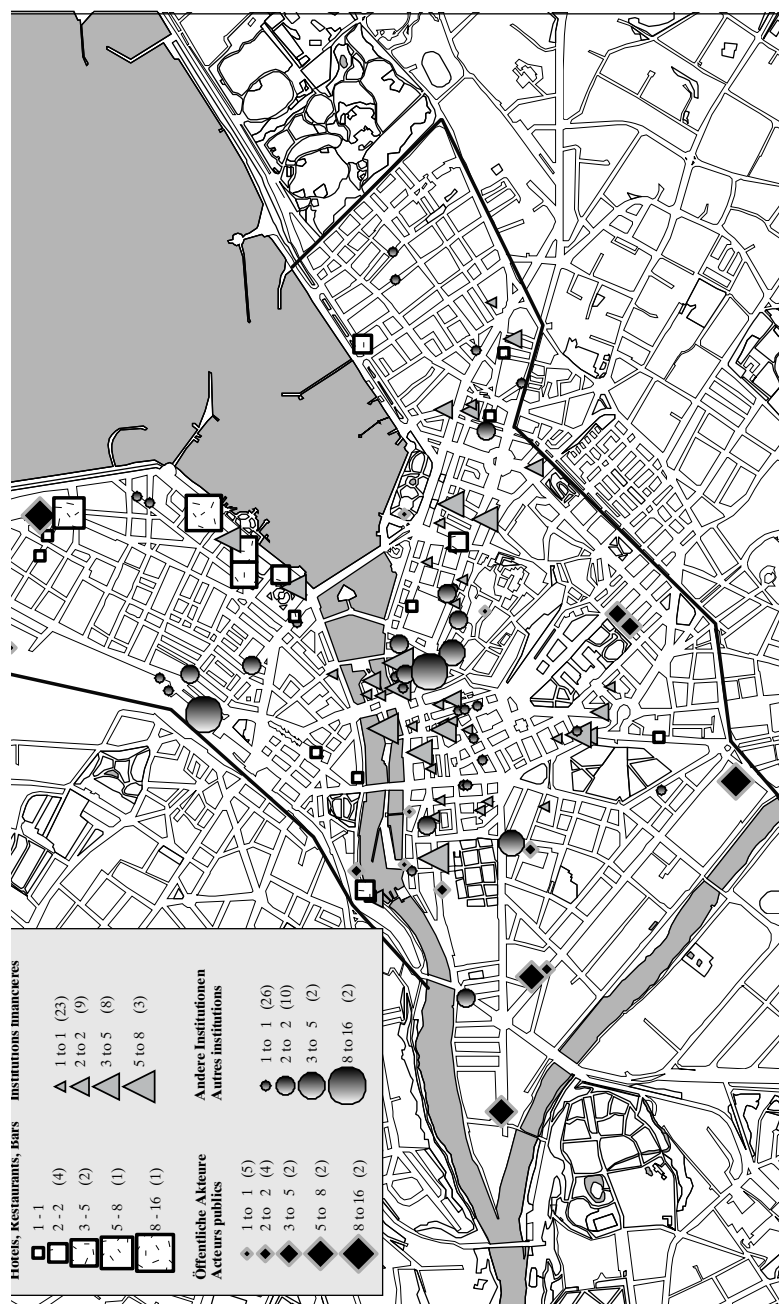 Hotels, Restaurants, Bars
1 - 1
2 - 2 (4)
3 - 5 (2)
5 - 8 (1)
8 - 16 (1)
Institutions financieres
1 to 1 (23)
2 to 2 (9)
3 to 5 (8)
5 to 8 (3)
Öffentliche Akteure
Acteurs publics
1 to 1 (5)
2 to 2 (4)
3 to 5 (2)
5 to 8 (2)
8 to 16 (2)
Andere Institutionen
Autres institutions
1 to 1 (26)
2 to 2 (10)
3 to 5 (2)
8 to 16 (2)